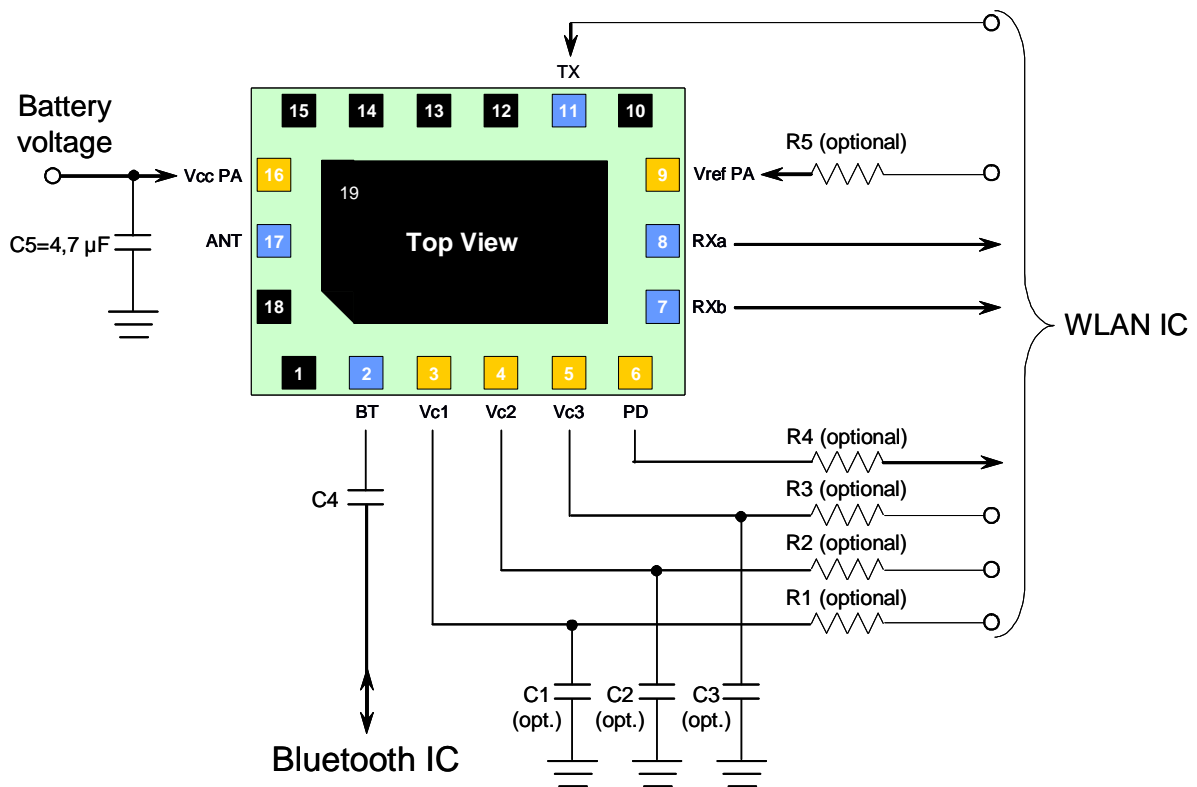 TX
15
14
13
12
11
10
Battery
voltage
R5 (optional)
Vcc PA
16
19
9
Vref PA
C5=4,7 µF
ANT
17
Top View
8
RXa
18
7
RXb
WLAN IC
1
2
3
4
5
6
BT
Vc1
Vc2
Vc3
PD
R4 (optional)
C4
R3 (optional)
R2 (optional)
R1 (optional)
C1
(opt.)
C2
(opt.)
C3
(opt.)
Bluetooth IC